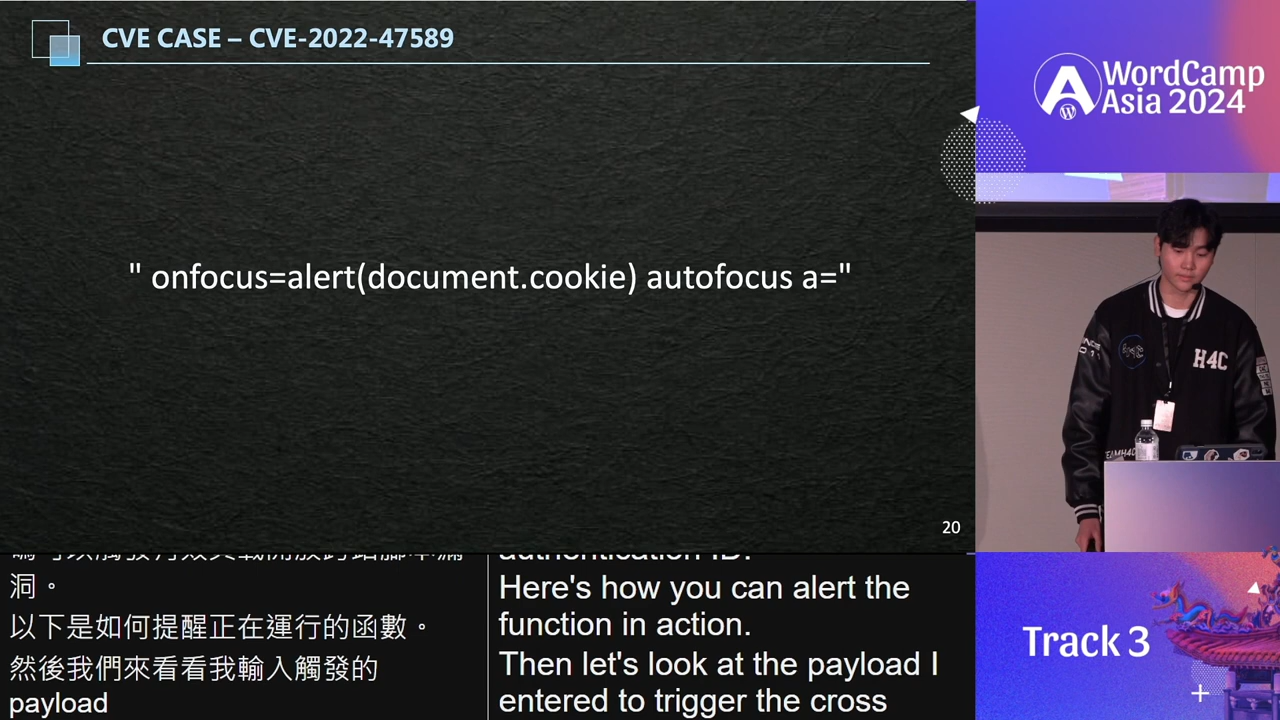 CVE CASE – CVE-2022-47589
" onfocus=alert(document.cookie) autofocus a="
20
洞。
以下是如何提醒正在運行的函數。
然後我們來看看我輸入觸發的
payload
authentication ID.
Here's how you can alert the
function in action.
Then let's look at the payload I
entered to trigger the cross
WordCamp
Asia 2024
H4C
Track 3